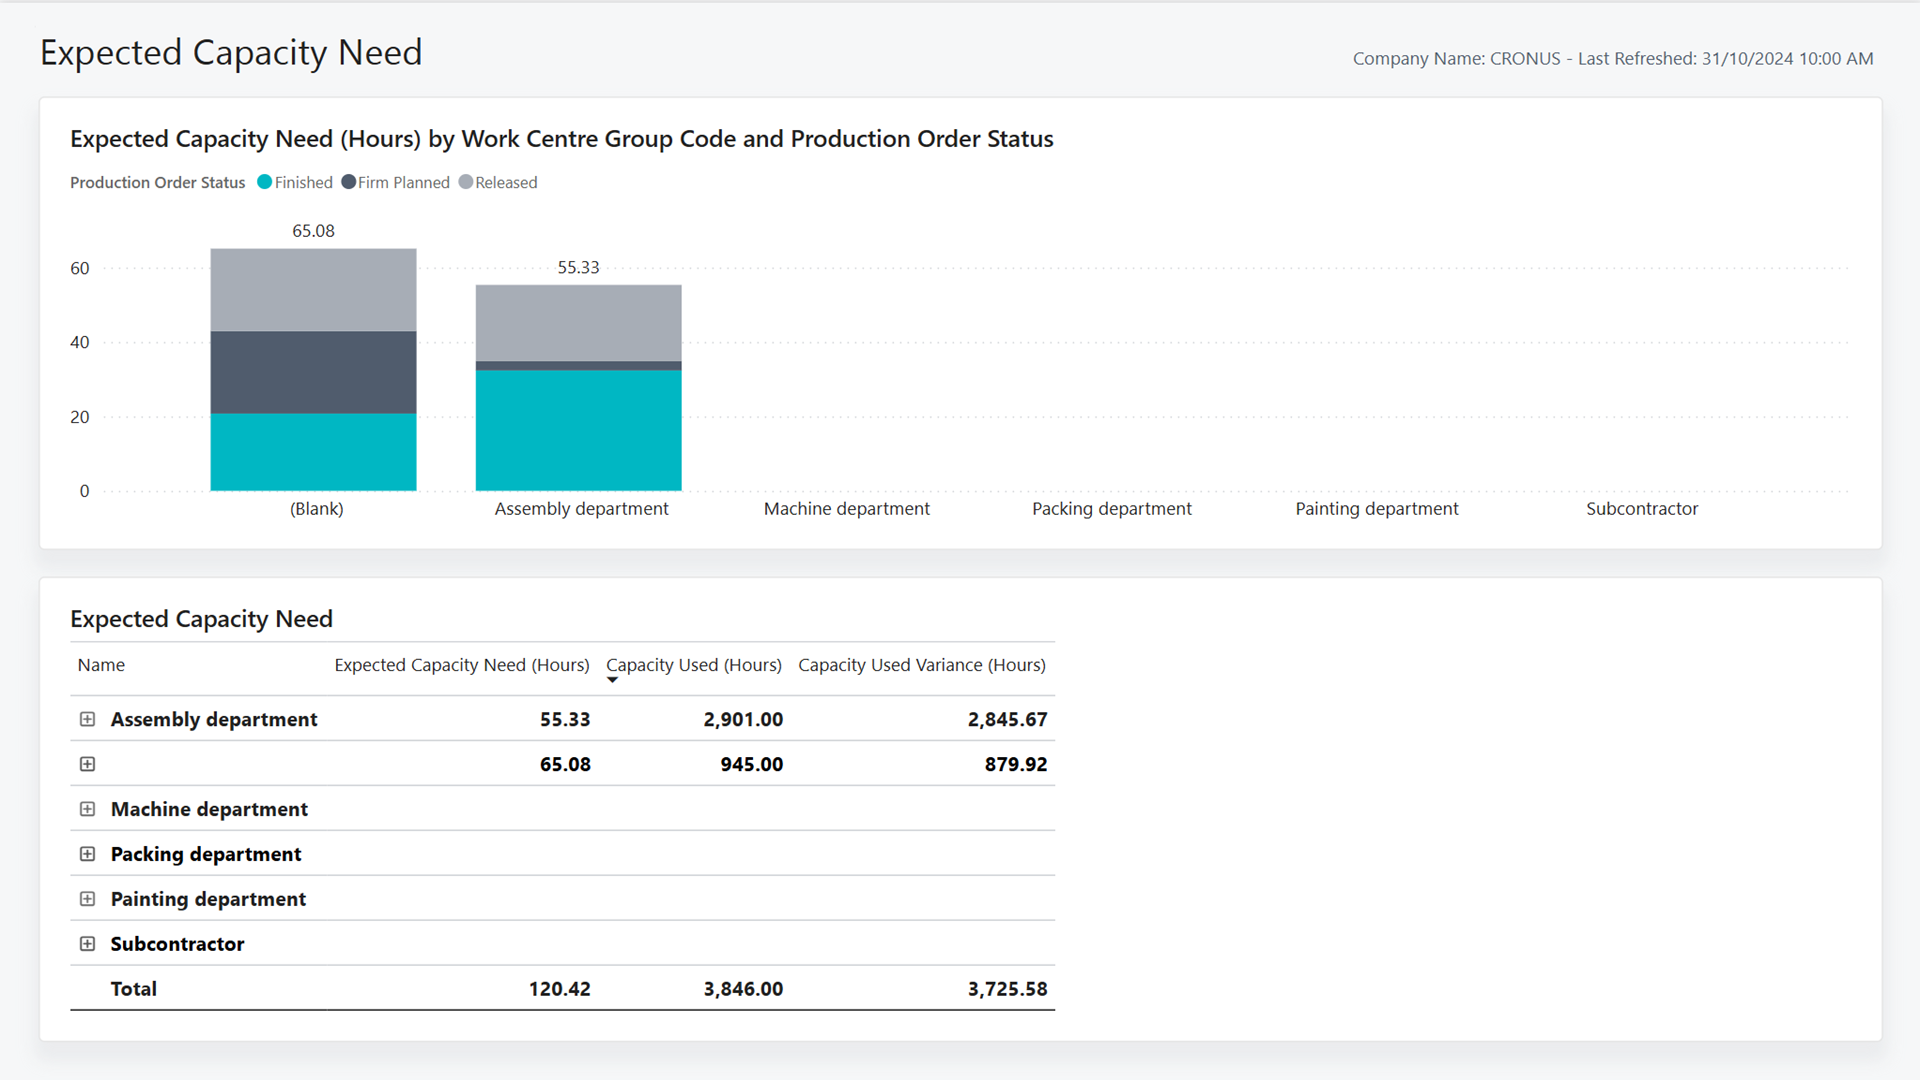 Expected Capacity Need
Company Name: CRONUS - Last Refreshed: 31/10/2024 10:00 AM
Expected Capacity Need (Hours) by Work Centre Group Code and Production Order Status
Production Order Status Finished Firm Planned Released
65.08
55.33
60
40
20
0
(Blank) Assembly department Machine department Packing department Painting department Subcontractor
Expected Capacity Need
Name Expected Capacity Need (Hours) Capacity Used (Hours) Capacity Used Variance (Hours)
Assembly department 55.33 2,901.00 2,845.67
65.08 945.00 879.92
Machine department
Packing department
Painting department
Subcontractor
Total 120.42 3,846.00 3,725.58